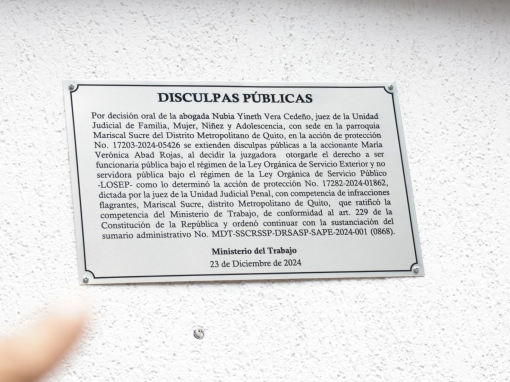 DISCULPAS PÚBLICAS
Por decisión oral de la abogada Nubia Yineth Vera Cedeño, juez de la Unidad
Judicial de Familia, Mujer, Niñez y Adolescencia, con sede en la parroquia
Mariscal Sucre del Distrito Metropolitano de Quito, en la acción de protección
No. 17203-2024-05426 se extienden disculpas públicas a la accionante María
Verónica Abad Rojas, al decidir la juzgadora otorgarle el derecho a ser
funcionaria pública bajo el régimen de la Ley Orgánica de Servicio Exterior y no
servidora pública bajo el régimen de la Ley Orgánica de Servicio Público
-LOSEP- como lo determinó la acción de protección No. 17282-2024-01862,
dictada por la juez de la Unidad Judicial Penal, con competencia de infracciones
flagrantes, Mariscal Sucre, distrito Metropolitano de Quito, que ratificó la
competencia del Ministerio de Trabajo, de conformidad al art. 229 de la
Constitución de la República y ordenó continuar con la sustanciación del
sumario administrativo No. MDT-SSCRSSP-DRSASP-SAPE-2024-001 (0868).
Ministerio del Trabajo
23 de Diciembre de 2024